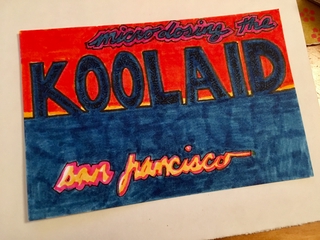 microdosing the
KOOLAID
san francisco